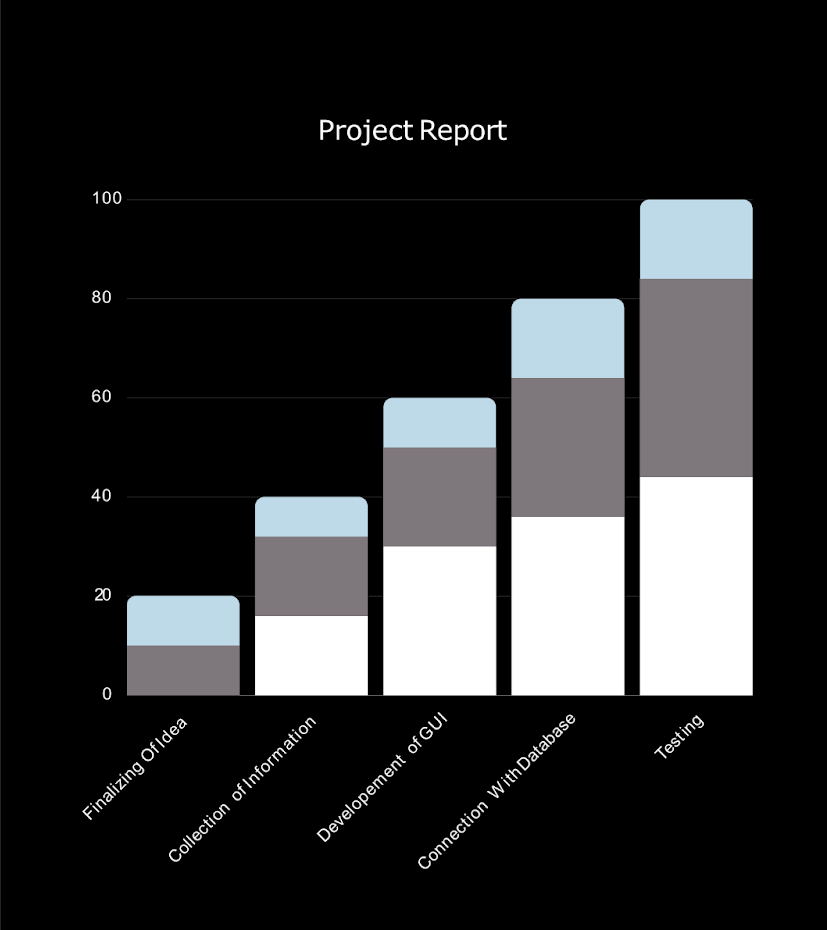 Project Report
100
80
60
40
20
0
Finalizing Of Idea
Collection of Information
Developement of GUI
Connection With Database
Testing